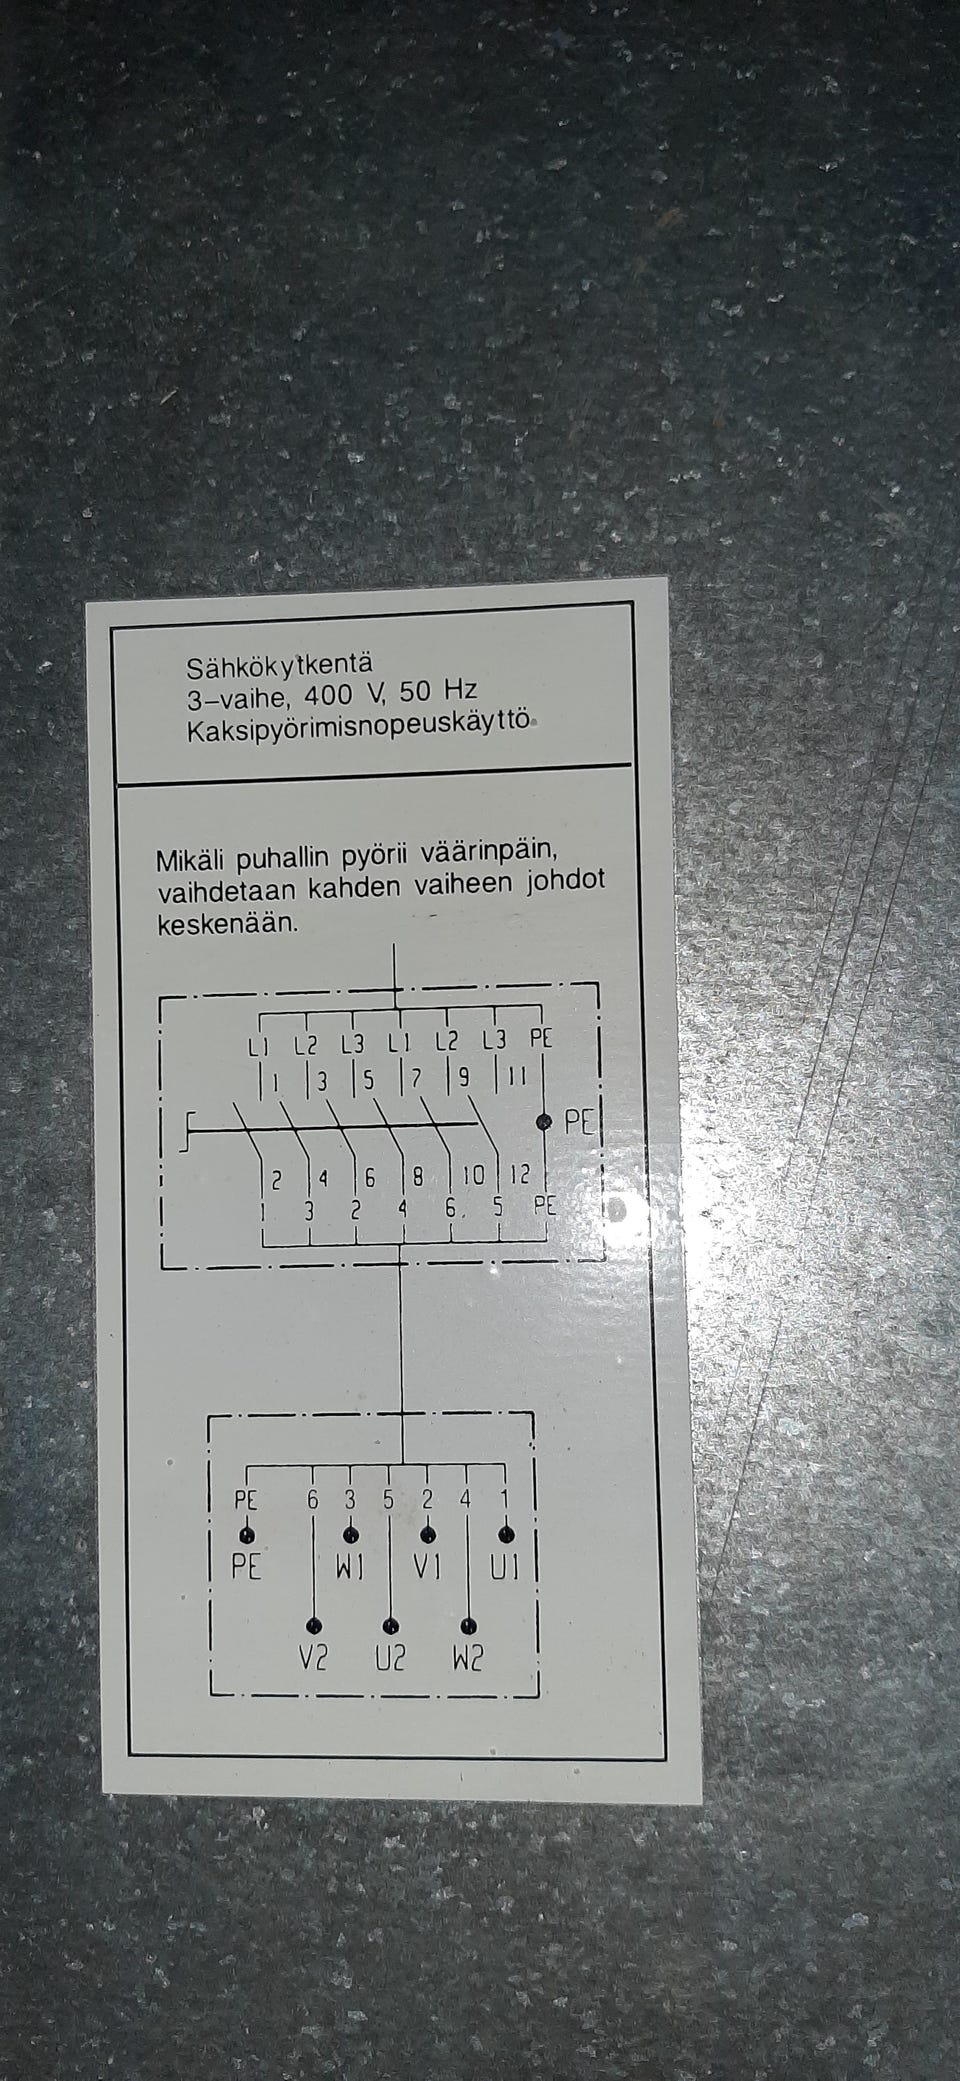 Sähkökytkentä
3-vaihe, 400 V, 50 Hz
Kaksipyörimisnopeuskäyttö
Mikäli puhallin pyörii väärinpäin,
vaihdetaan kahden vaiheen johdot
keskenään.
L1 L2 L3 L1 L2 L3 PE
1 3 5 7 9 11
PE
2 4 6 8 10 12
1 3 2 4 6 5 PE
PE 6 3 5 2 4 1
PE W1 V1 U1
V2 U2 W2